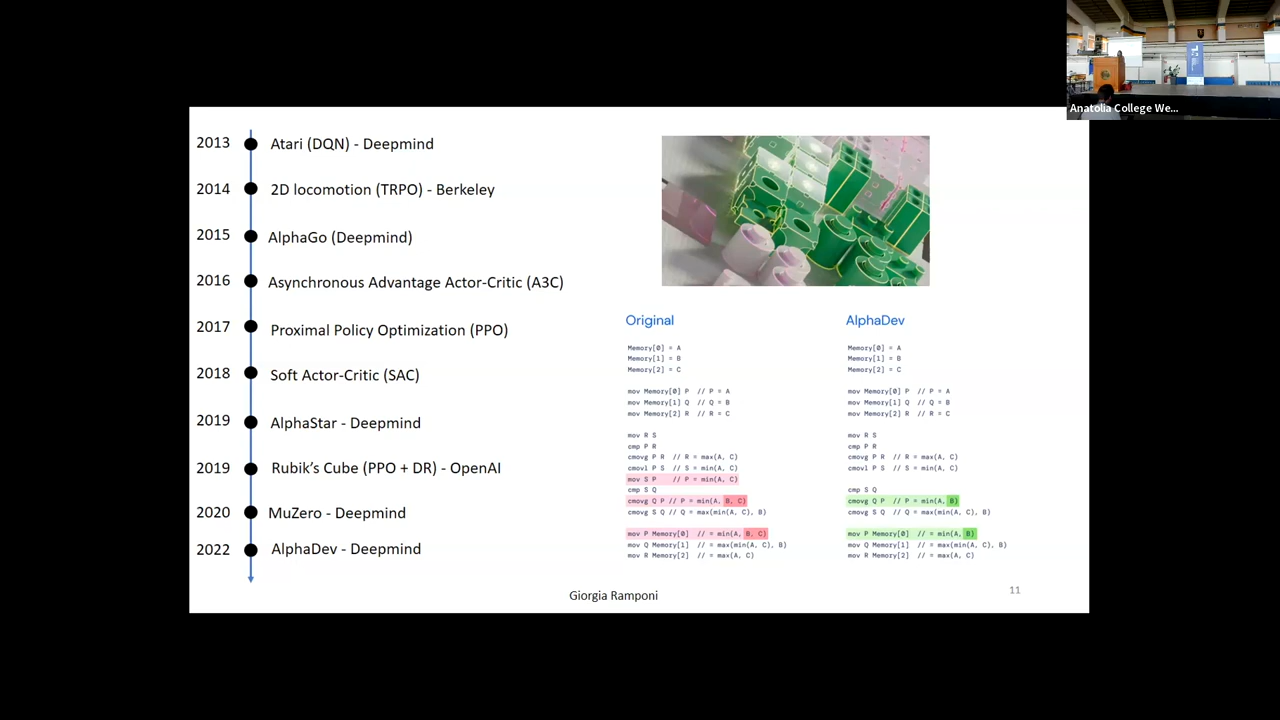 Anatolia College We...
2013 Atari (DQN) - Deepmind
2014 2D locomotion (TRPO) - Berkeley
2015 AlphaGo (Deepmind)
2016 Asynchronous Advantage Actor-Critic (A3C)
2017 Proximal Policy Optimization (PPO)
2018 Soft Actor-Critic (SAC)
2019 AlphaStar - Deepmind
2019 Rubik's Cube (PPO + DR) - OpenAI
2020 MuZero - Deepmind
2022 AlphaDev - Deepmind
Original
Memory[0] = A
Memory[1] = B
Memory[2] = C
mov Memory[0] P // P = A
mov Memory[1] Q // Q = B
mov Memory[2] R // R = C
mov R S
cmp P R
cmovg P R // R = max(A, C)
cmovl P S // S = min(A, C)
mov S P // P = min(A, C)
cmp S Q
cmovg Q P // P = min(A, B, C)
cmovg S Q // Q = max(min(A, C), B)
mov P Memory[0] // = min(A, B, C)
mov Q Memory[1] // = max(min(A, C), B)
mov R Memory[2] // = max(A, C)
AlphaDev
Memory[0] = A
Memory[1] = B
Memory[2] = C
mov Memory[0] P // P = A
mov Memory[1] Q // Q = B
mov Memory[2] R // R = C
mov R S
cmp P R
cmovg P R // R = max(A, C)
cmovl P S // S = min(A, C)
cmp S Q
cmovg Q P // P = min(A, B)
cmovg S Q // Q = max(min(A, C), B)
mov P Memory[0] // = min(A, B)
mov Q Memory[1] // = max(min(A, C), B)
mov R Memory[2] // = max(A, C)
Giorgia Ramponi
11